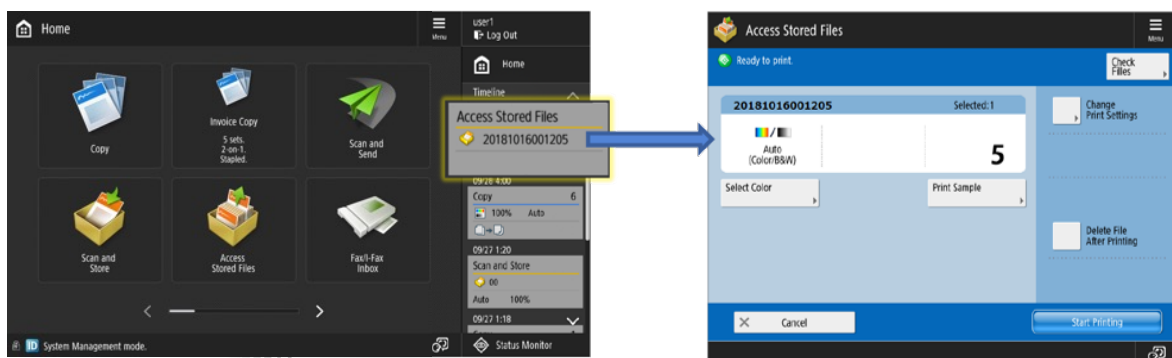 Home
Menu
user1
Log Out
Home
Timeline
Access Stored Files
20181016001205
Copy
Invoice Copy
5 sets.
2-on-1.
Stapled.
Scan and
Send
Scan and
Store
Access
Stored Files
Fax/I-Fax
Inbox
09/28 4:00
Copy 6
100% Auto
09/27 1:20
Scan and Store
00
Auto 100%
09/27 1:18
ID System Management mode.
Status Monitor
Access Stored Files
Menu
Ready to print.
Check
Files
20181016001205 Selected:1
Auto
(Color/B&W)
5
Select Color
Print Sample
Change
Print Settings
Delete File
After Printing
Cancel
Start Printing